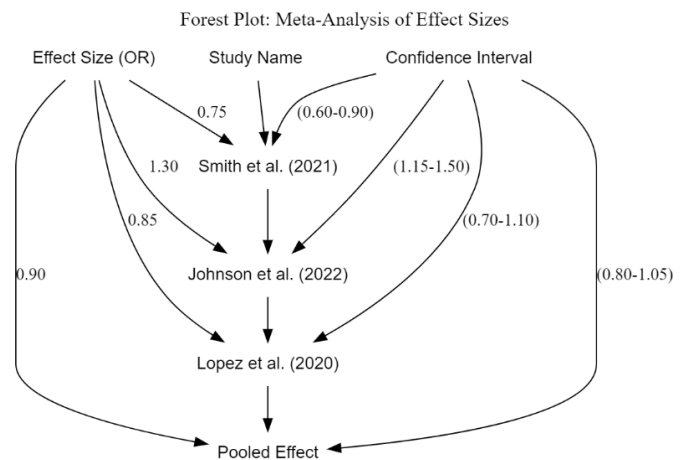 Forest Plot: Meta-Analysis of Effect Sizes
Effect Size (OR) Study Name Confidence Interval
0.75 (0.60-0.90)
1.30 Smith et al. (2021) (1.15-1.50)
0.85 (0.70-1.10)
0.90 Johnson et al. (2022) (0.80-1.05)
Lopez et al. (2020)
Pooled Effect